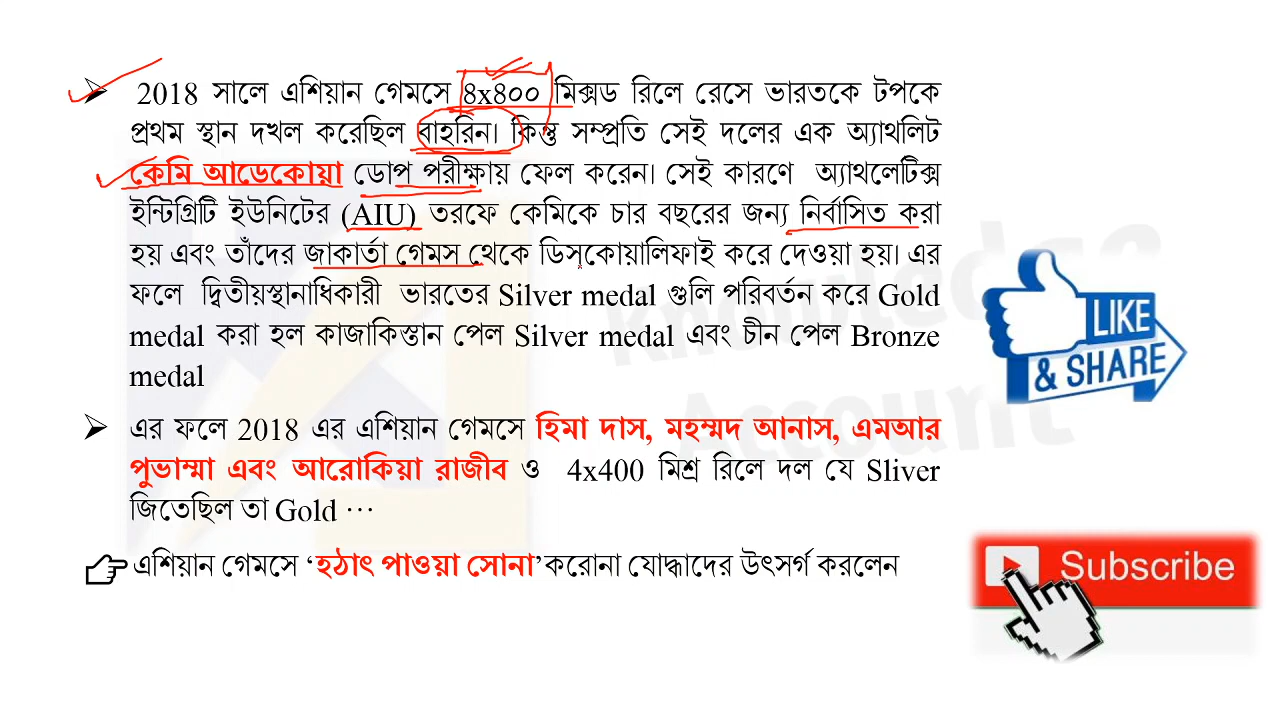 ➢ 2018 সালে এশিয়ান গেমসে 8x8০০ মিক্সড রিলে রেসে ভারতকে টপকে
প্রথম স্থান দখল করেছিল বাহরিন। কিন্তু সম্প্রতি সেই দলের এক অ্যাথলিট
কেমি আডেকোয়া ডোপ পরীক্ষায় ফেল করেন। সেই কারণে অ্যাথলেটিক্স
ইন্টিগ্রিটি ইউনিটের (AIU) তরফে কেমিকে চার বছরের জন্য নির্বাসিত করা
হয় এবং তাঁদের জাকার্তা গেমস থেকে ডিস্কোয়ালিফাই করে দেওয়া হয়। এর
ফলে দ্বিতীয়স্থানাধিকারী ভারতের Silver medal গুলি পরিবর্তন করে Gold
medal করা হল কাজাকিস্তান পেল Silver medal এবং চীন পেল Bronze
medal
➢ এর ফলে 2018 এর এশিয়ান গেমসে হিমা দাস, মহম্মদ আনাস, এমআর
পুভাম্মা এবং আরোকিয়া রাজীব ও 4x400 মিশ্র রিলে দল যে Sliver
জিতেছিল তা Gold ⋯
এশিয়ান গেমসে ‘হঠাৎ পাওয়া সোনা’করোনা যোদ্ধাদের উৎসর্গ করলেন
Knowledge
Account
LIKE
& SHARE
Subscribe